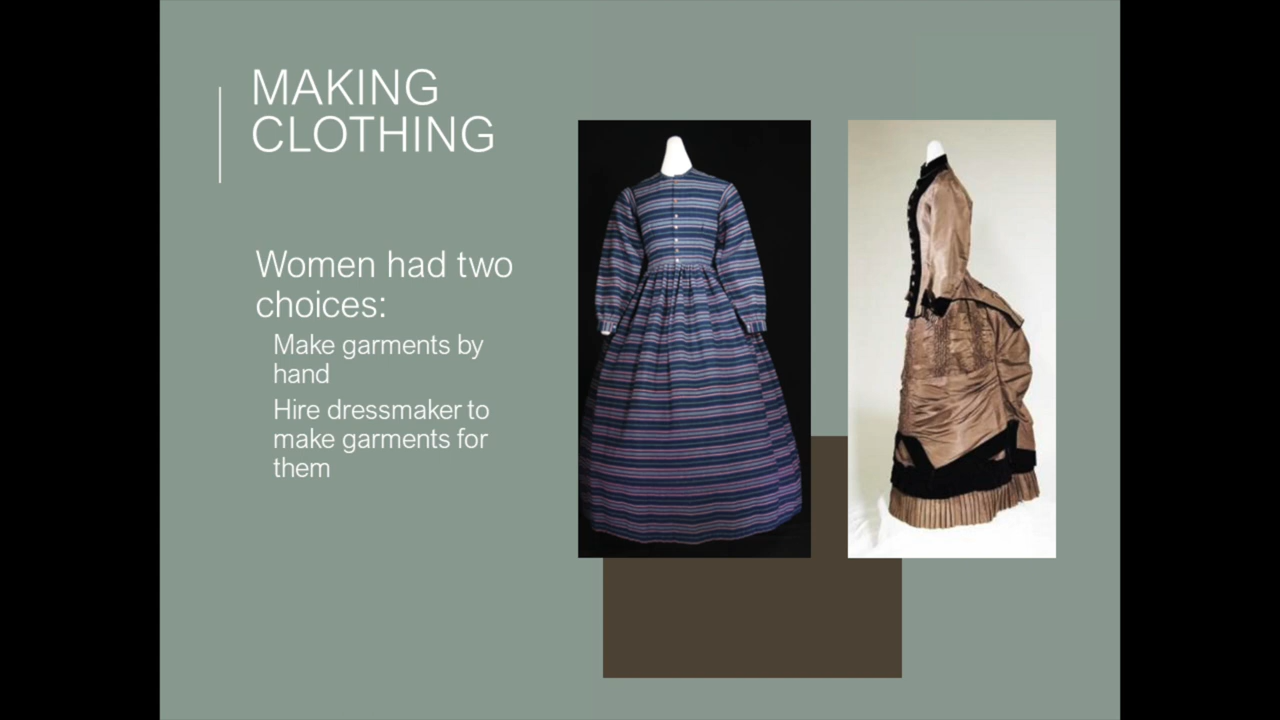 MAKING
CLOTHING
Women had two
choices:
Make garments by
hand
Hire dressmaker to
make garments for
them